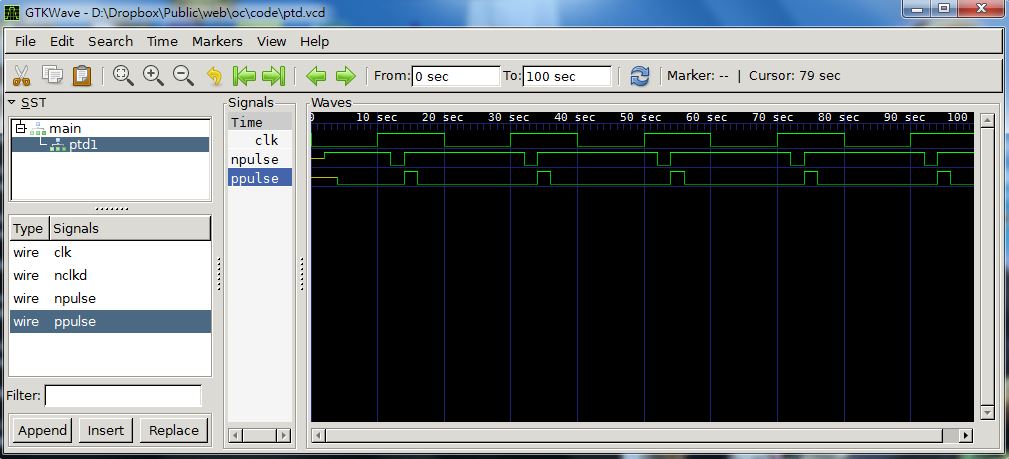 GTKWave - D:\Dropbox\Public\web\oc\code\ptd.vcd
File Edit Search Time Markers View Help
From: 0 sec To: 100 sec Marker: -- | Cursor: 79 sec
SST
main
ptd1
Type Signals
wire clk
wire nclkd
wire npulse
wire ppulse
Filter:
Append Insert Replace
Signals
Time
clk
npulse
ppulse
Waves
0 10 sec 20 sec 30 sec 40 sec 50 sec 60 sec 70 sec 80 sec 90 sec 100